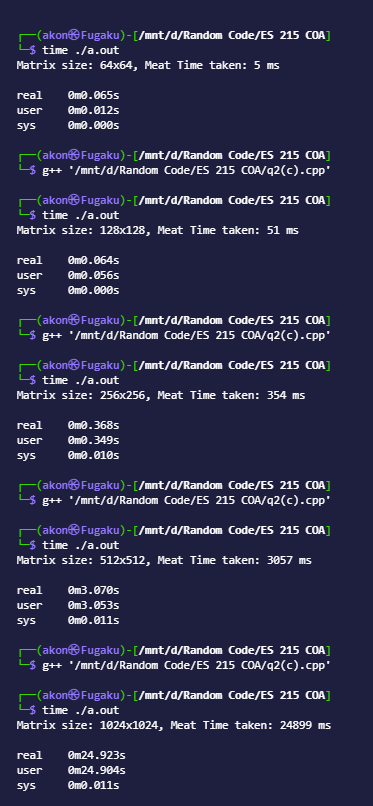 ┌──(akon㉿Fugaku)-[/mnt/d/Random Code/ES 215 COA]
└─$ time ./a.out
Matrix size: 64x64, Meat Time taken: 5 ms
real 0m0.065s
user 0m0.012s
sys 0m0.000s
┌──(akon㉿Fugaku)-[/mnt/d/Random Code/ES 215 COA]
└─$ g++ '/mnt/d/Random Code/ES 215 COA/q2(c).cpp'
┌──(akon㉿Fugaku)-[/mnt/d/Random Code/ES 215 COA]
└─$ time ./a.out
Matrix size: 128x128, Meat Time taken: 51 ms
real 0m0.064s
user 0m0.056s
sys 0m0.000s
┌──(akon㉿Fugaku)-[/mnt/d/Random Code/ES 215 COA]
└─$ g++ '/mnt/d/Random Code/ES 215 COA/q2(c).cpp'
┌──(akon㉿Fugaku)-[/mnt/d/Random Code/ES 215 COA]
└─$ time ./a.out
Matrix size: 256x256, Meat Time taken: 354 ms
real 0m0.368s
user 0m0.349s
sys 0m0.010s
┌──(akon㉿Fugaku)-[/mnt/d/Random Code/ES 215 COA]
└─$ g++ '/mnt/d/Random Code/ES 215 COA/q2(c).cpp'
┌──(akon㉿Fugaku)-[/mnt/d/Random Code/ES 215 COA]
└─$ time ./a.out
Matrix size: 512x512, Meat Time taken: 3057 ms
real 0m3.070s
user 0m3.053s
sys 0m0.011s
┌──(akon㉿Fugaku)-[/mnt/d/Random Code/ES 215 COA]
└─$ g++ '/mnt/d/Random Code/ES 215 COA/q2(c).cpp'
┌──(akon㉿Fugaku)-[/mnt/d/Random Code/ES 215 COA]
└─$ time ./a.out
Matrix size: 1024x1024, Meat Time taken: 24899 ms
real 0m24.923s
user 0m24.904s
sys 0m0.011s